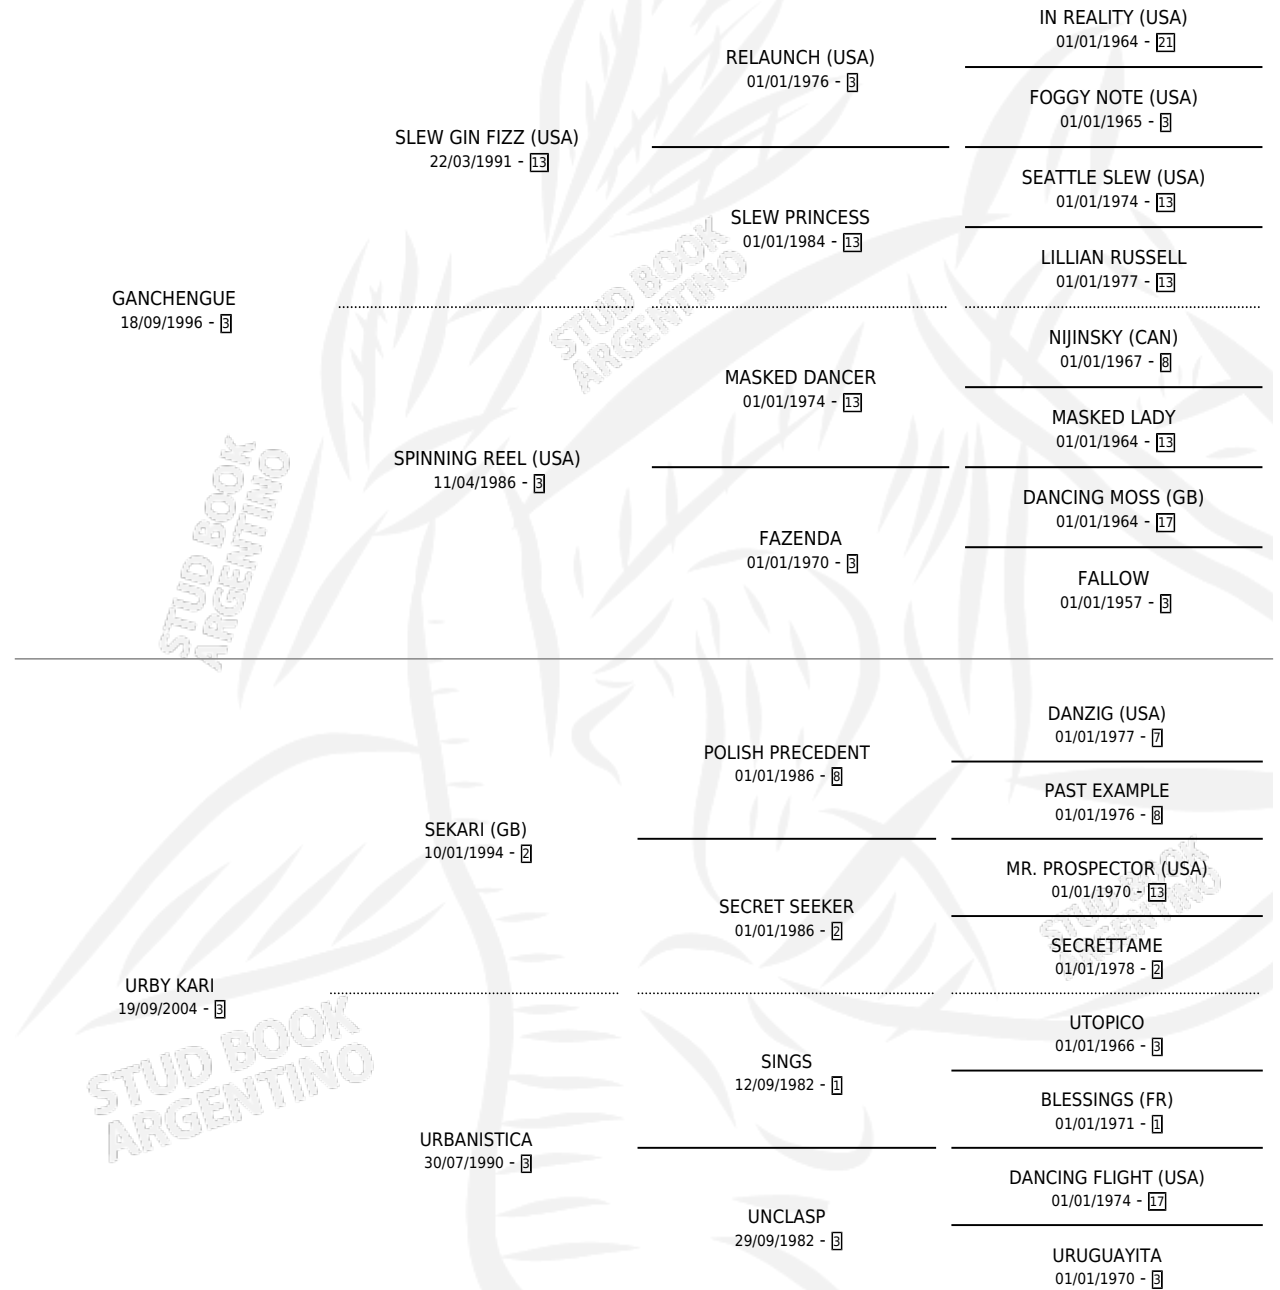 IN REALITY (USA)
01/01/1964 - 21
RELAUNCH (USA)
01/01/1976 - 3
FOGGY NOTE (USA)
01/01/1965 - 3
SLEW GIN FIZZ (USA)
22/03/1991 - 13
SEATTLE SLEW (USA)
01/01/1974 - 13
SLEW PRINCESS
01/01/1984 - 13
LILLIAN RUSSELL
01/01/1977 - 13
GANCHENGUE
18/09/1996 - 3
STUD BOOK
ARGENTINO
NIJINSKY (CAN)
01/01/1967 - 8
MASKED DANCER
01/01/1974 - 13
MASKED LADY
01/01/1964 - 13
SPINNING REEL (USA)
11/04/1986 - 3
DANCING MOSS (GB)
01/01/1964 - 17
FAZENDA
01/01/1970 - 3
FALLOW
01/01/1957 - 3
STUD BOOK
ARGENTINO
DANZIG (USA)
01/01/1977 - 7
POLISH PRECEDENT
01/01/1986 - 8
PAST EXAMPLE
01/01/1976 - 8
SEKARI (GB)
10/01/1994 - 2
MR. PROSPECTOR (USA)
01/01/1970 - 13
SECRET SEEKER
01/01/1986 - 2
STUD BOOK
ARGENTINO
SECRETTAME
01/01/1978 - 2
URBY KARI
19/09/2004 - 3
STUD BOOK
ARGENTINO
UTOPICO
01/01/1966 - 3
SINGS
12/09/1982 - 1
BLESSINGS (FR)
01/01/1971 - 1
URBANISTICA
30/07/1990 - 3
DANCING FLIGHT (USA)
01/01/1974 - 17
UNCLASP
29/09/1982 - 3
URUGUAYITA
01/01/1970 - 3